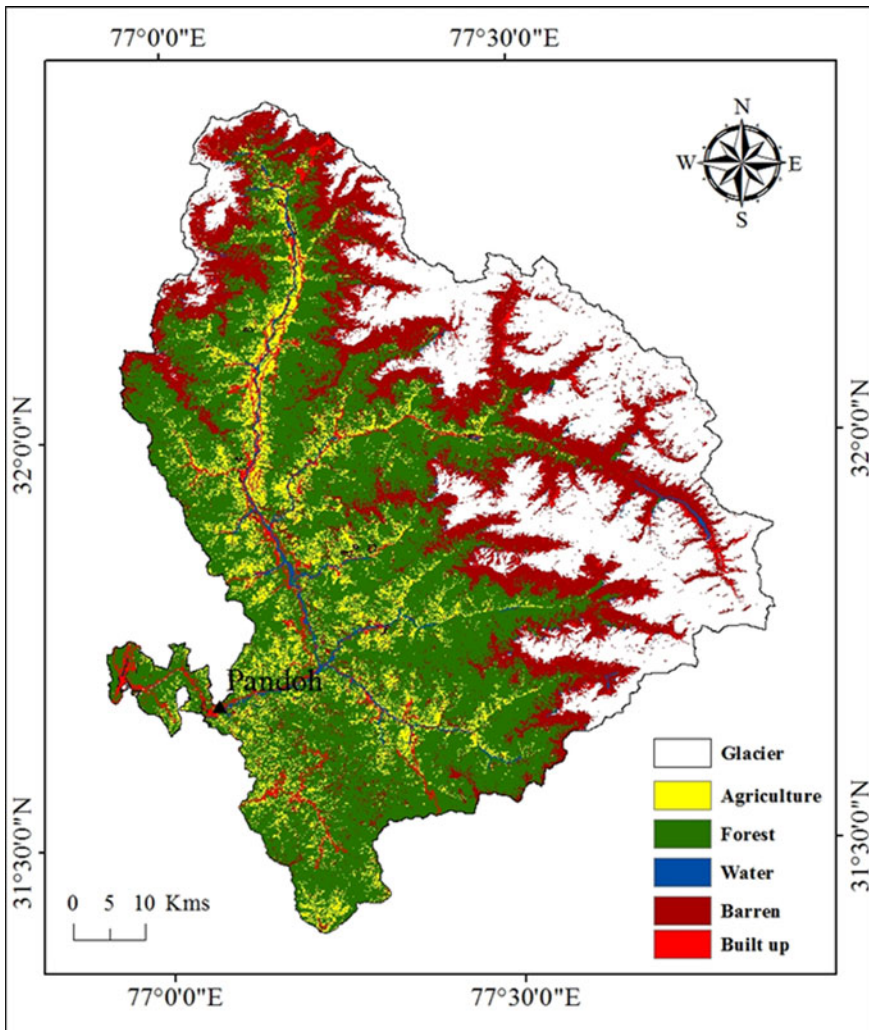 77°0'0"E
77°30'0"E
N
W
E
S
32°0'0"N
32°0'0"N
Pandoh
Glacier
Agriculture
Forest
Water
Barren
Built up
31°30'0"N
31°30'0"N
0 5 10 Kms
77°0'0"E
77°30'0"E